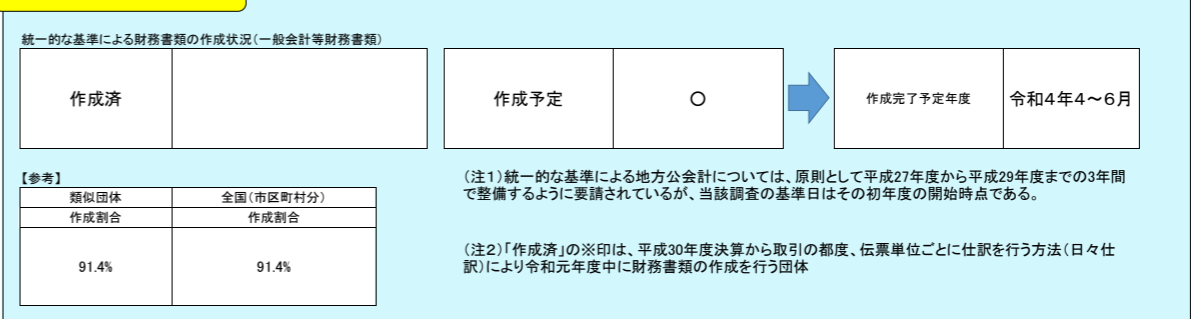 統一的な基準による財務書類の作成状況（一般会計等財務書類）
作成済
作成予定
〇
作成完了予定年度
令和４年４～６月
【参考】
類似団体
全国（市区町村分）
作成割合
作成割合
91.4%
91.4%
（注１）統一的な基準による地方公会計については、原則として平成27年度から平成29年度までの3年間
で整備するように要請されているが、当該調査の基準日はその初年度の開始時点である。
（注２）「作成済」の※印は、平成30年度決算から取引の都度、伝票単位ごとに仕訳を行う方法（日々仕
訳）により令和元年度中に財務書類の作成を行う団体